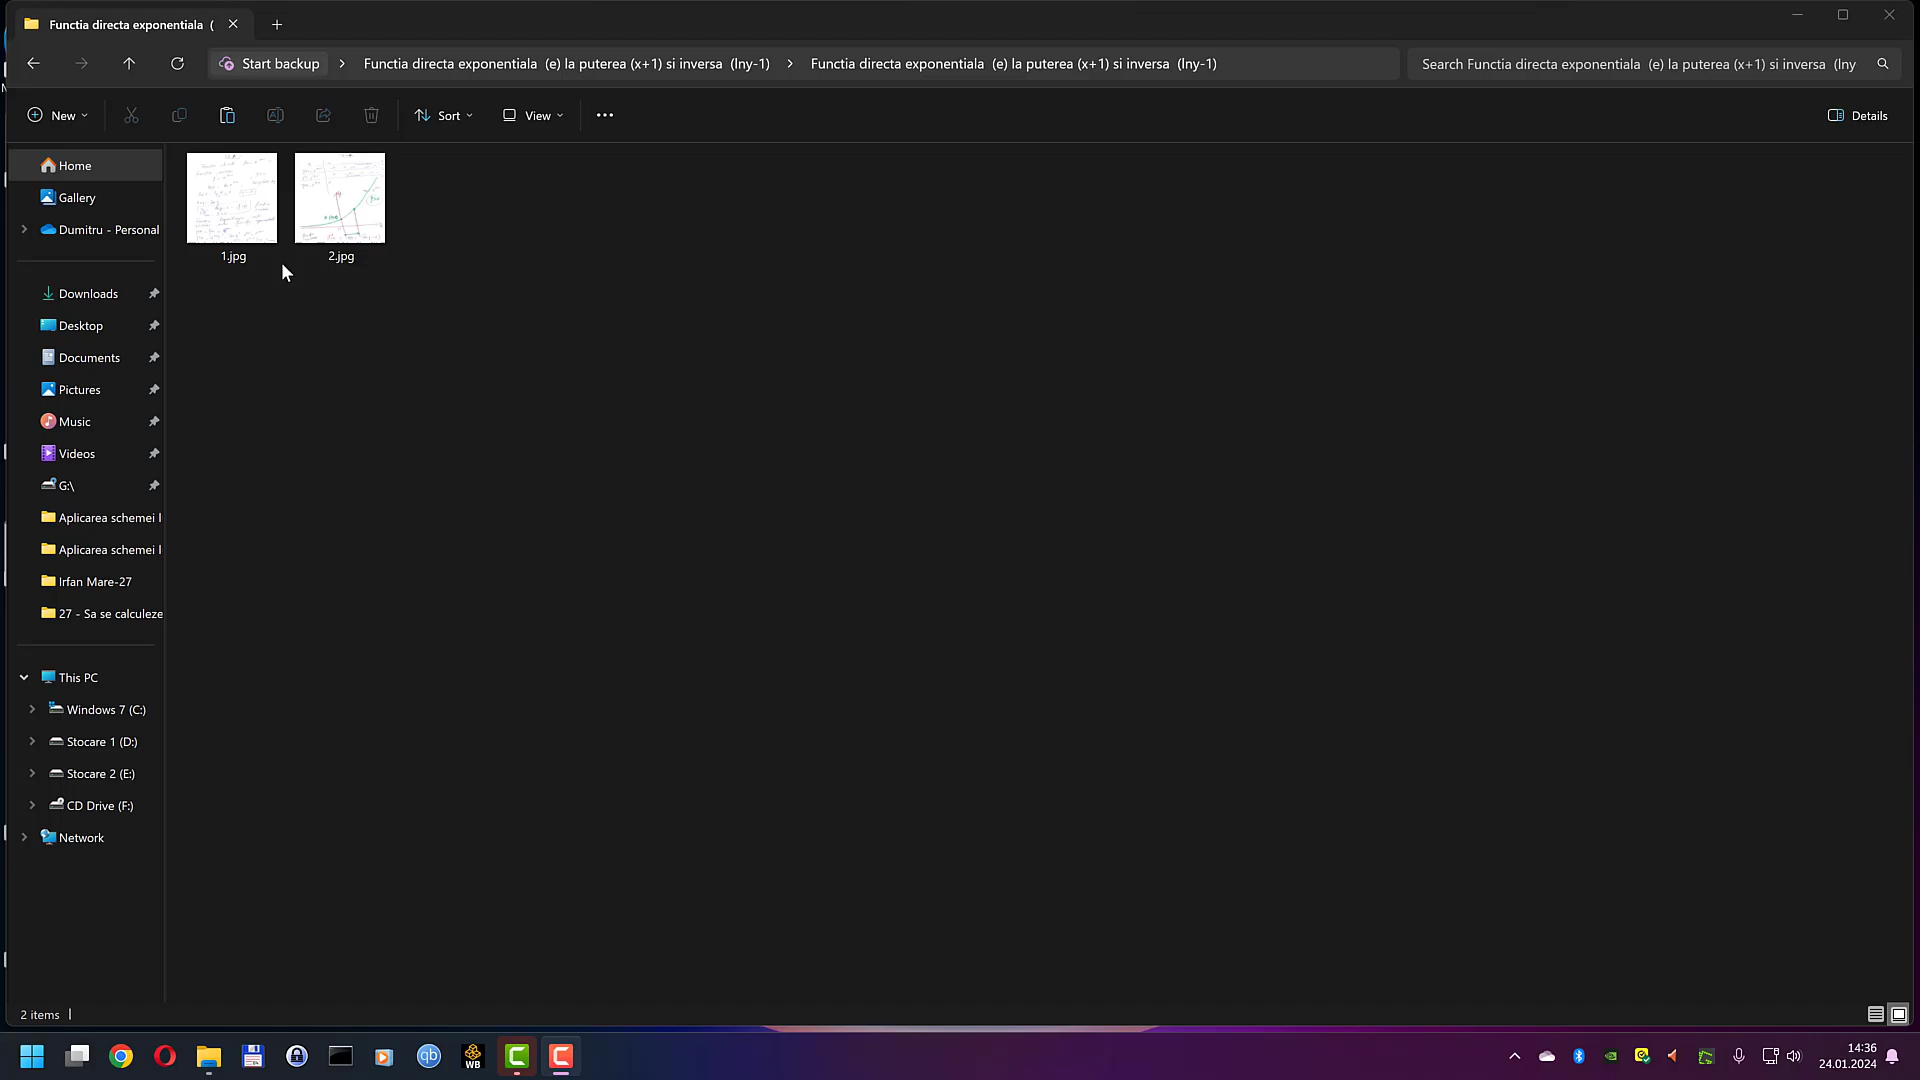 Functia directa exponentiala (
Start backup
Functia directa exponentiala (e) la puterea (x+1) si inversa (lny-1)
Functia directa exponentiala (e) la puterea (x+1) si inversa (lny-1)
Search Functia directa exponentiala (e) la puterea (x+1) si inversa (lny
New
Sort
View
Details
Home
Gallery
Dumitru - Personal
1.jpg
2.jpg
Downloads
Desktop
Documents
Pictures
Music
Videos
G:\
Aplicarea schemei l
Aplicarea schemei l
Irfan Mare-27
27 - Sa se calculeze
This PC
Windows 7 (C:)
Stocare 1 (D:)
Stocare 2 (E:)
CD Drive (F:)
Network
2 items
qb
WB
14:36
24.01.2024